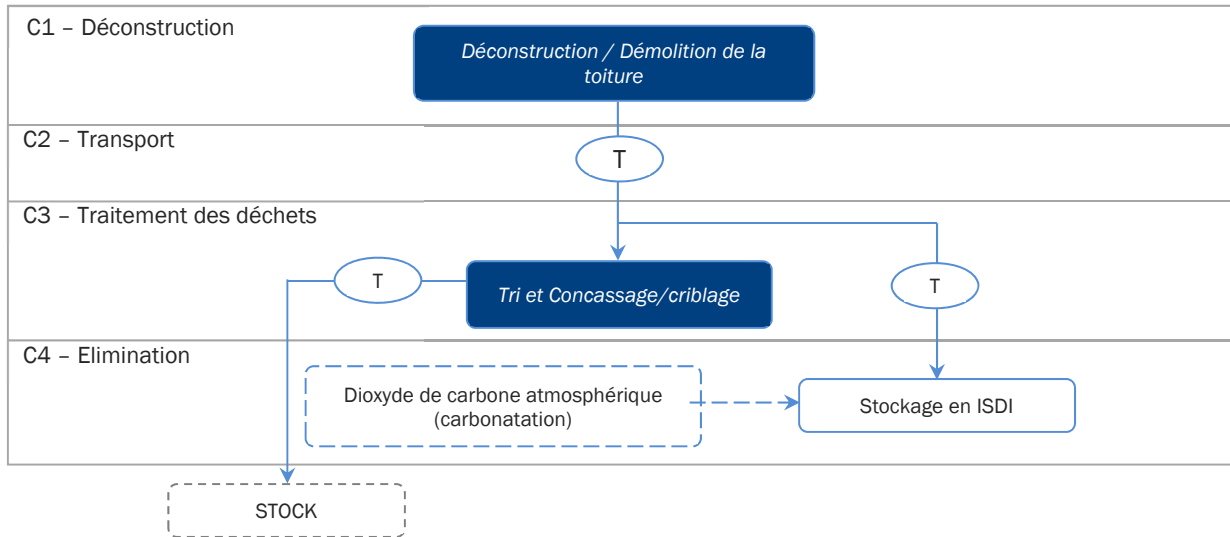 C1 – Déconstruction
Déconstruction / Démolition de la
toiture
C2 – Transport
T
C3 – Traitement des déchets
T
Tri et Concassage/criblage
T
C4 – Elimination
Dioxyde de carbone atmosphérique
(carbonatation)
Stockage en ISDI
STOCK